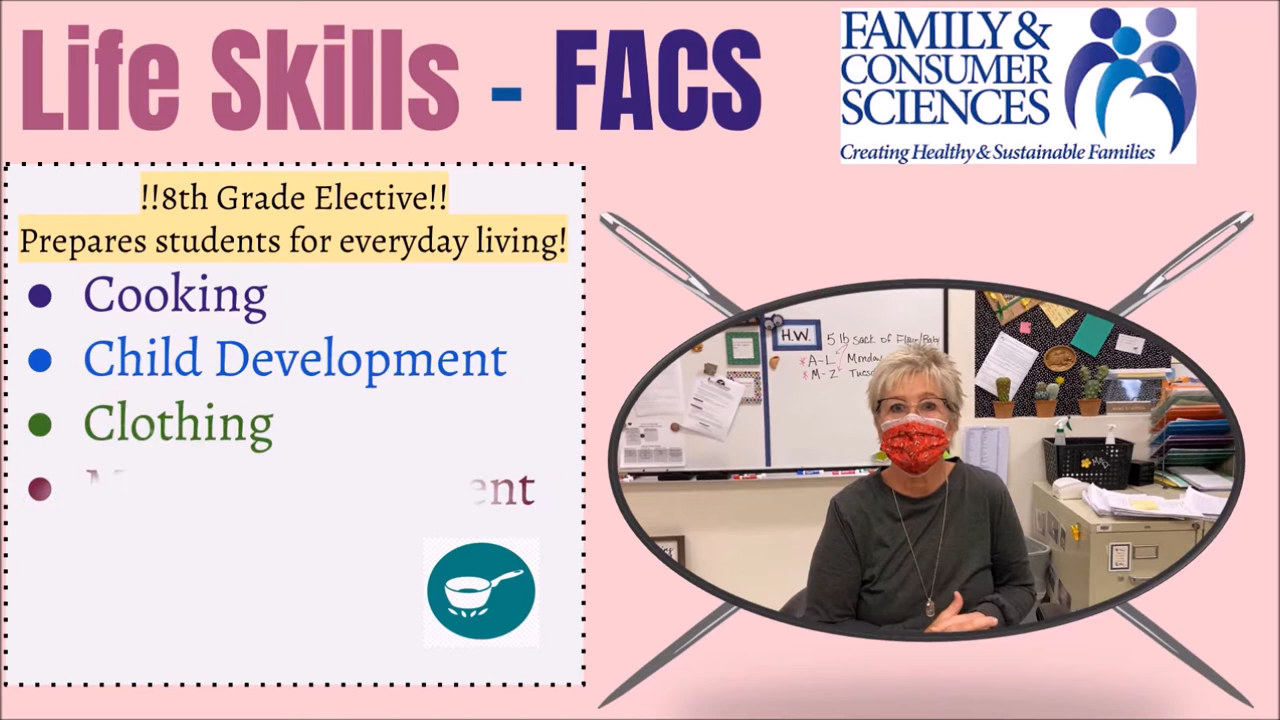 Life Skills - FACS
FAMILY &
CONSUMER
SCIENCES
Creating Healthy & Sustainable Families
!!8th Grade Elective!!
Prepares students for everyday living!
● Cooking
● Child Development
● Clothing
H.W.
5 lb sack of Flour/Baby
*A-L Monday
*M-Z